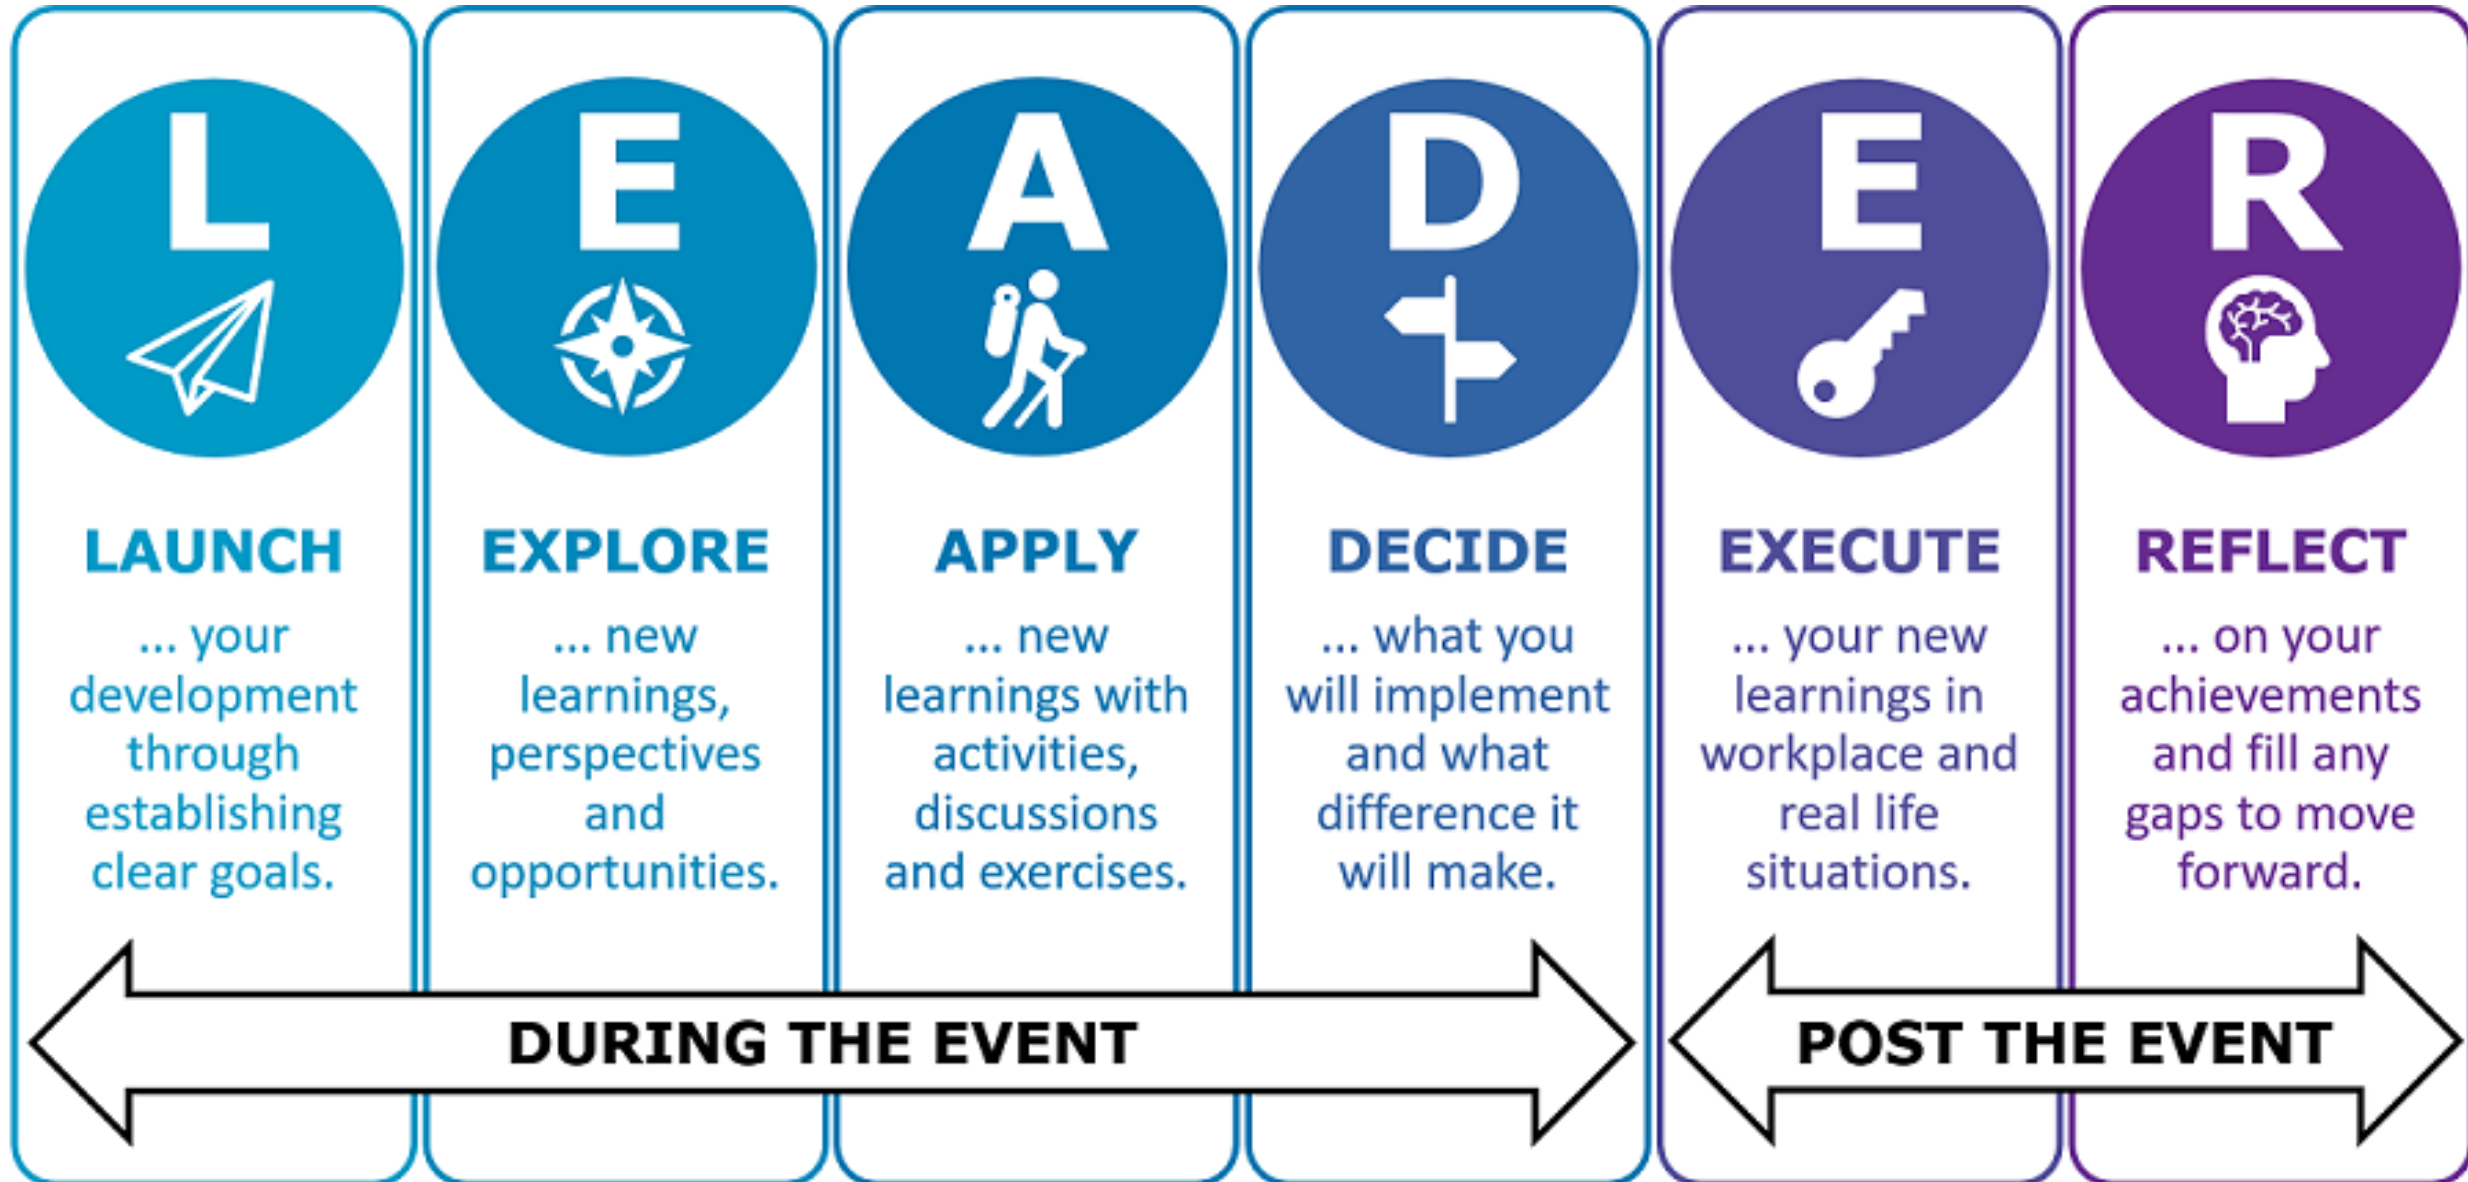 L
LAUNCH
... your
development
through
establishing
clear goals.
E
EXPLORE
... new
learnings,
perspectives
and
opportunities.
A
APPLY
... new
learnings with
activities,
discussions
and exercises.
D
DECIDE
... what you
will implement
and what
difference it
will make.
E
EXECUTE
... your new
learnings in
workplace and
real life
situations.
R
REFLECT
... on your
achievements
and fill any
gaps to move
forward.
DURING THE EVENT
POST THE EVENT